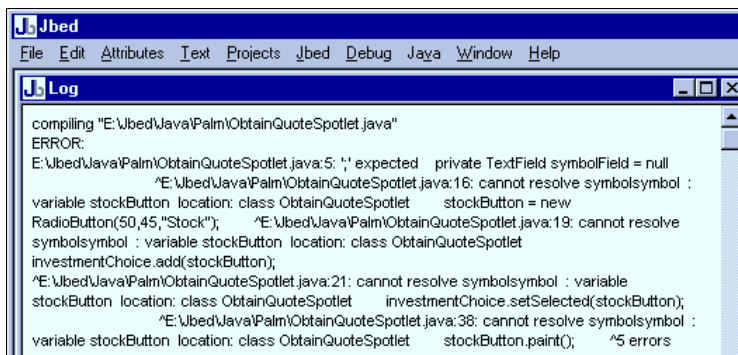 Jb Jbed
File Edit Attributes Text Projects Jbed Debug Java Window Help
Jb Log
compiling "E:\Jbed\Java\Palm\ObtainQuoteSpotlet.java"
ERROR:
E:\Jbed\Java\Palm\ObtainQuoteSpotlet.java:5: ';' expected private TextField symbolField = null
^E:\Jbed\Java\Palm\ObtainQuoteSpotlet.java:16: cannot resolve symbolsymbol :
variable stockButton location: class ObtainQuoteSpotlet stockButton = new
RadioButton(50,45,"Stock"); ^E:\Jbed\Java\Palm\ObtainQuoteSpotlet.java:19: cannot resolve
symbolsymbol : variable stockButton location: class ObtainQuoteSpotlet
investmentChoice.add(stockButton);
^E:\Jbed\Java\Palm\ObtainQuoteSpotlet.java:21: cannot resolve symbolsymbol : variable
stockButton location: class ObtainQuoteSpotlet investmentChoice.setSelected(stockButton);
^E:\Jbed\Java\Palm\ObtainQuoteSpotlet.java:38: cannot resolve symbolsymbol :
variable stockButton location: class ObtainQuoteSpotlet stockButton.paint(); ^5 errors